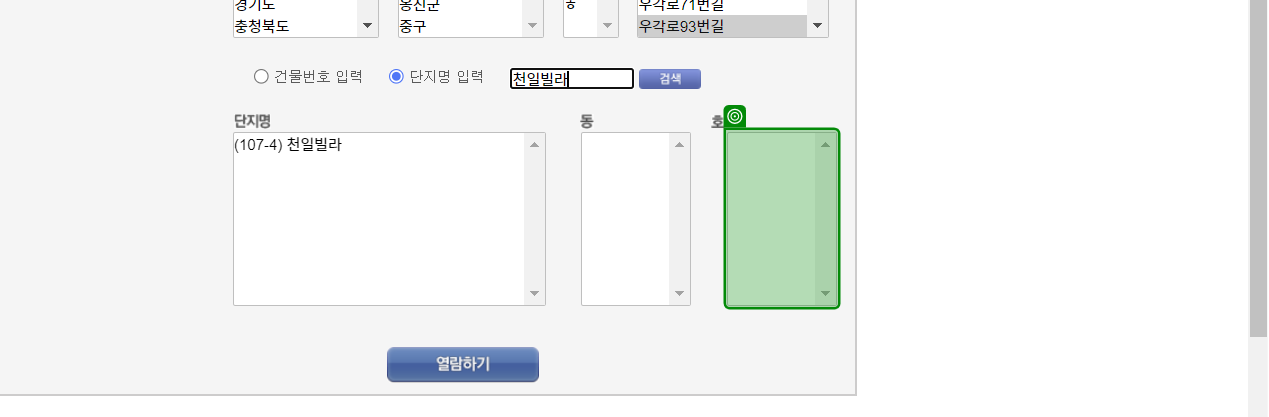 경기도 옹진군 ㅎ 우각로71번길
충청북도 중구 우각로93번길
건물번호 입력 단지명 입력 천일빌라 검색
단지명 동 호
(107-4) 천일빌라
열람하기